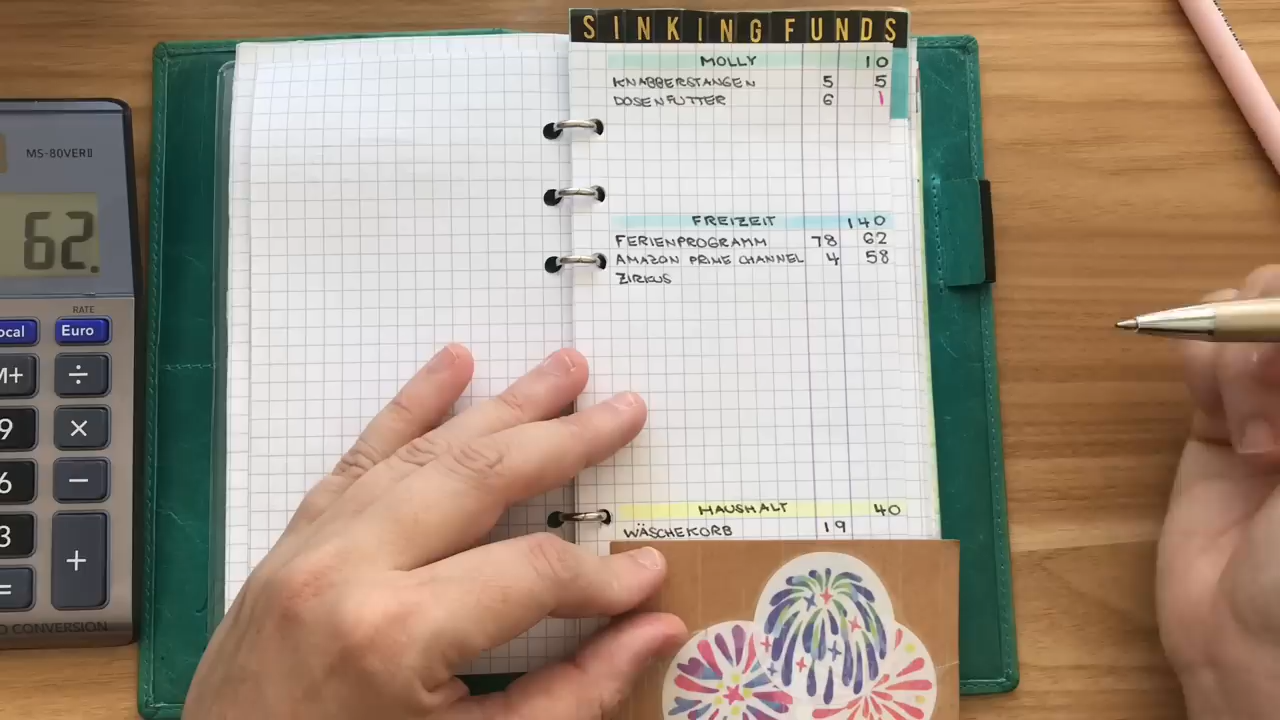 SINKING FUNDS
MOLLY 10
KNABBERSTANGEN 5 5
DOSENFUTTER 6 1
FREIZEIT 140
FERIENPROGRAMM 78 62
AMAZON PRIME CHANNEL 4 58
ZIRKUS
HAUSHALT 40
WÄSCHEKORB 19
MS-80VERII
62.
RATE
ocal Euro
M+ ÷
9 ×
6 −
3 +
=
O CONVERSION